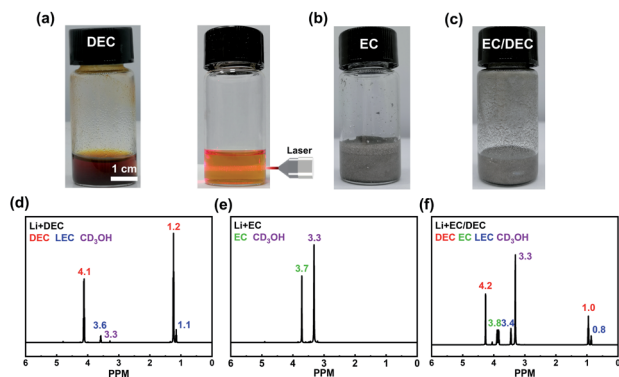 (a)
DEC
1 cm
Laser
(b)
EC
(c)
EC/DEC
(d)
Li+DEC
DEC LEC CD₃OH
4.1
3.6
3.3
1.2
1.1
6 5 4 3 2 1 0
PPM
(e)
Li+EC
EC CD₃OH
3.7
3.3
6 5 4 3 2 1 0
PPM
(f)
Li+EC/DEC
DEC EC LEC CD₃OH
4.2
3.8
3.4
3.3
1.0
0.8
6 5 4 3 2 1 0
PPM